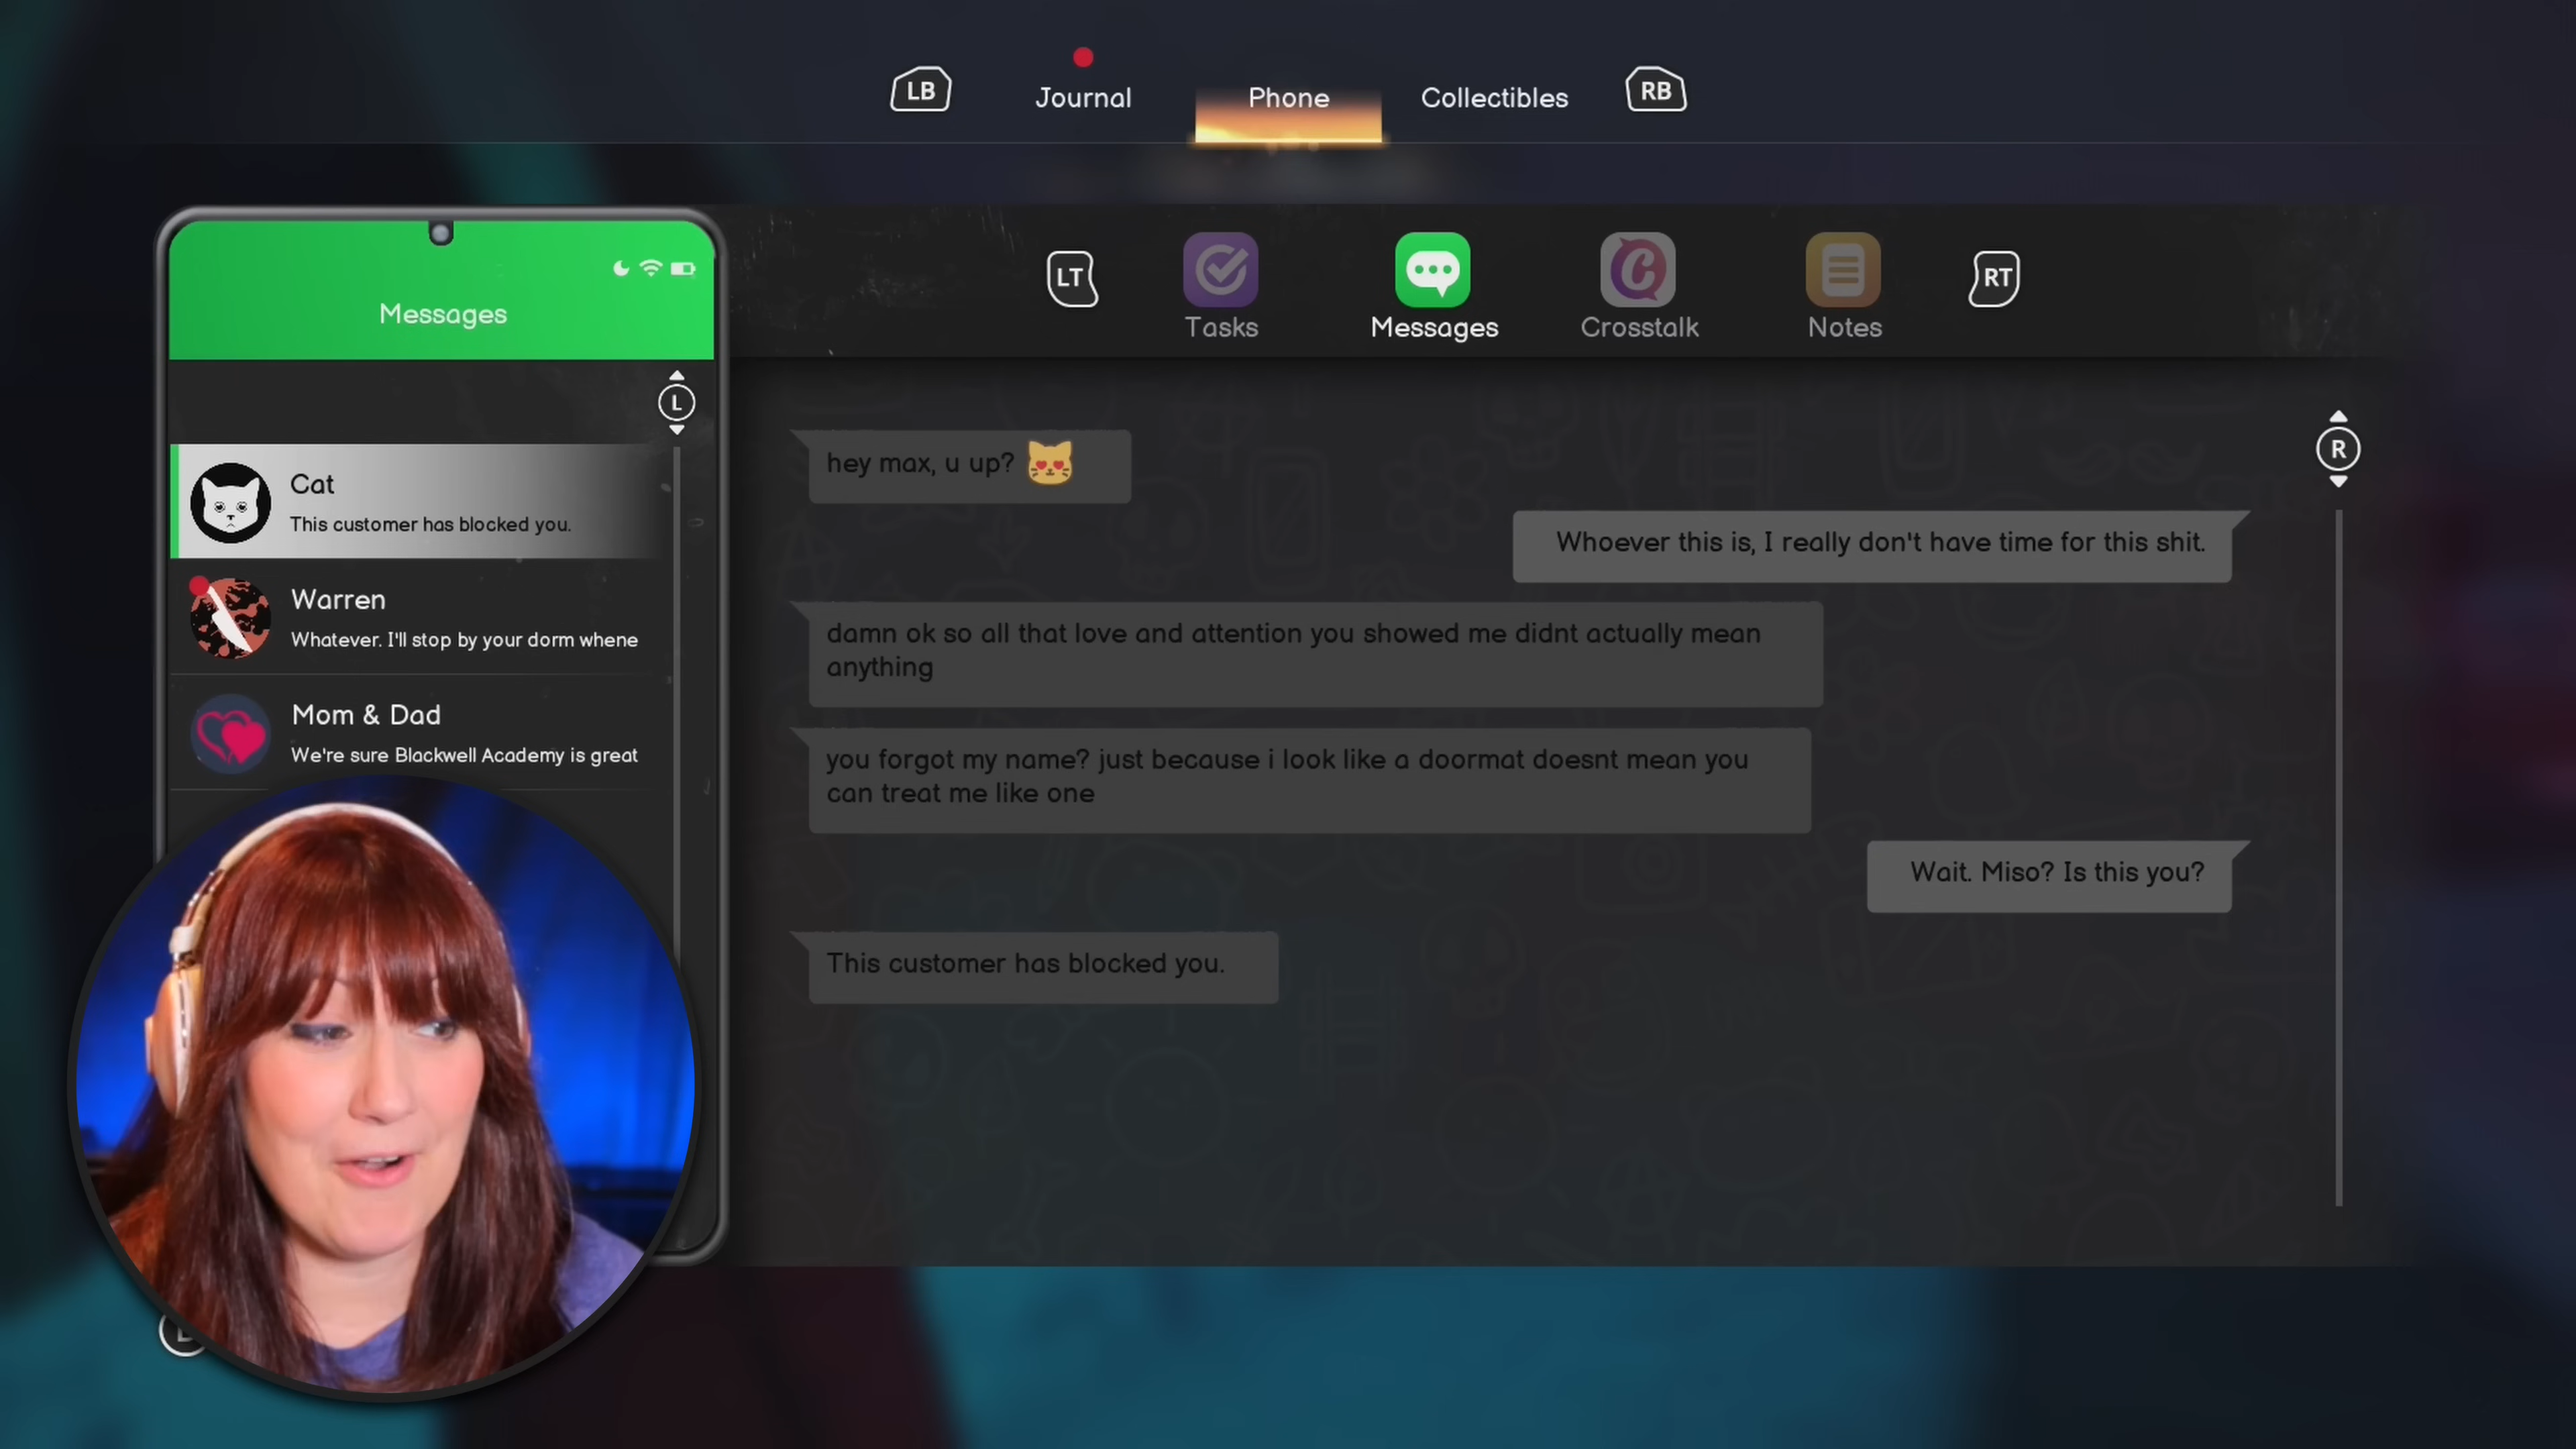 LB
Journal
Phone
Collectibles
RB
Messages
LT
Tasks
Messages
Crosstalk
Notes
RT
L
Cat
This customer has blocked you.
Warren
Whatever. I'll stop by your dorm whene
Mom & Dad
We're sure Blackwell Academy is great
R
hey max, u up?
Whoever this is, I really don't have time for this shit.
damn ok so all that love and attention you showed me didnt actually mean
anything
you forgot my name? just because i look like a doormat doesnt mean you
can treat me like one
Wait. Miso? Is this you?
This customer has blocked you.